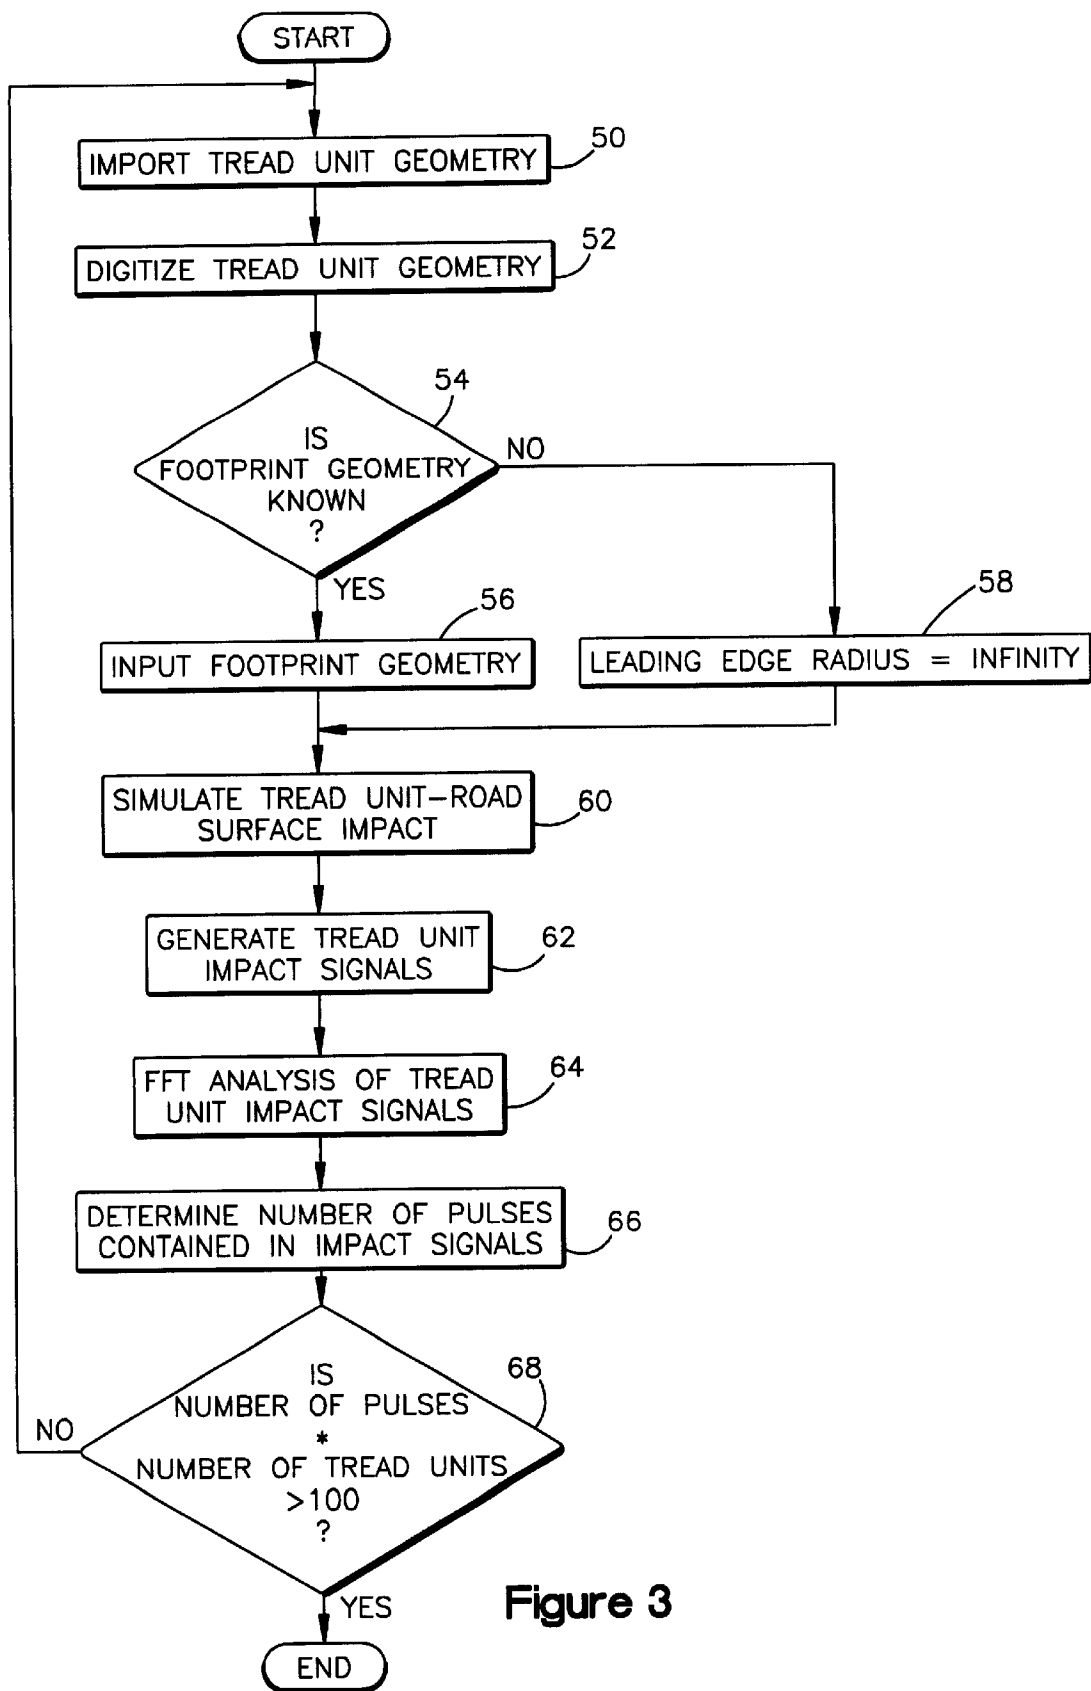 START
IMPORT TREAD UNIT GEOMETRY
50
DIGITIZE TREAD UNIT GEOMETRY
52
54
IS
FOOTPRINT GEOMETRY
KNOWN
?
NO
YES
56
INPUT FOOTPRINT GEOMETRY
58
LEADING EDGE RADIUS = INFINITY
SIMULATE TREAD UNIT-ROAD
SURFACE IMPACT
60
GENERATE TREAD UNIT
IMPACT SIGNALS
62
FFT ANALYSIS OF TREAD
UNIT IMPACT SIGNALS
64
DETERMINE NUMBER OF PULSES
CONTAINED IN IMPACT SIGNALS
66
68
IS
NUMBER OF PULSES
*
NUMBER OF TREAD UNITS
>100
?
NO
YES
END
Figure 3